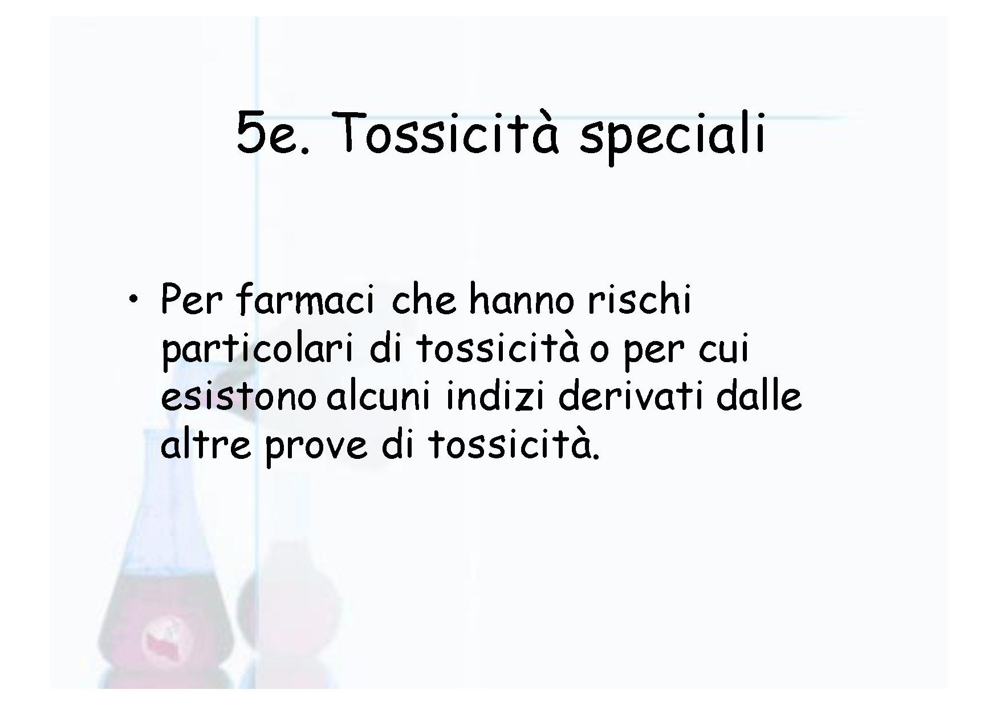 5e. Tossicità speciali
• Per farmaci che hanno rischi
particolari di tossicità o per cui
esistono alcuni indizi derivati dalle
altre prove di tossicità.